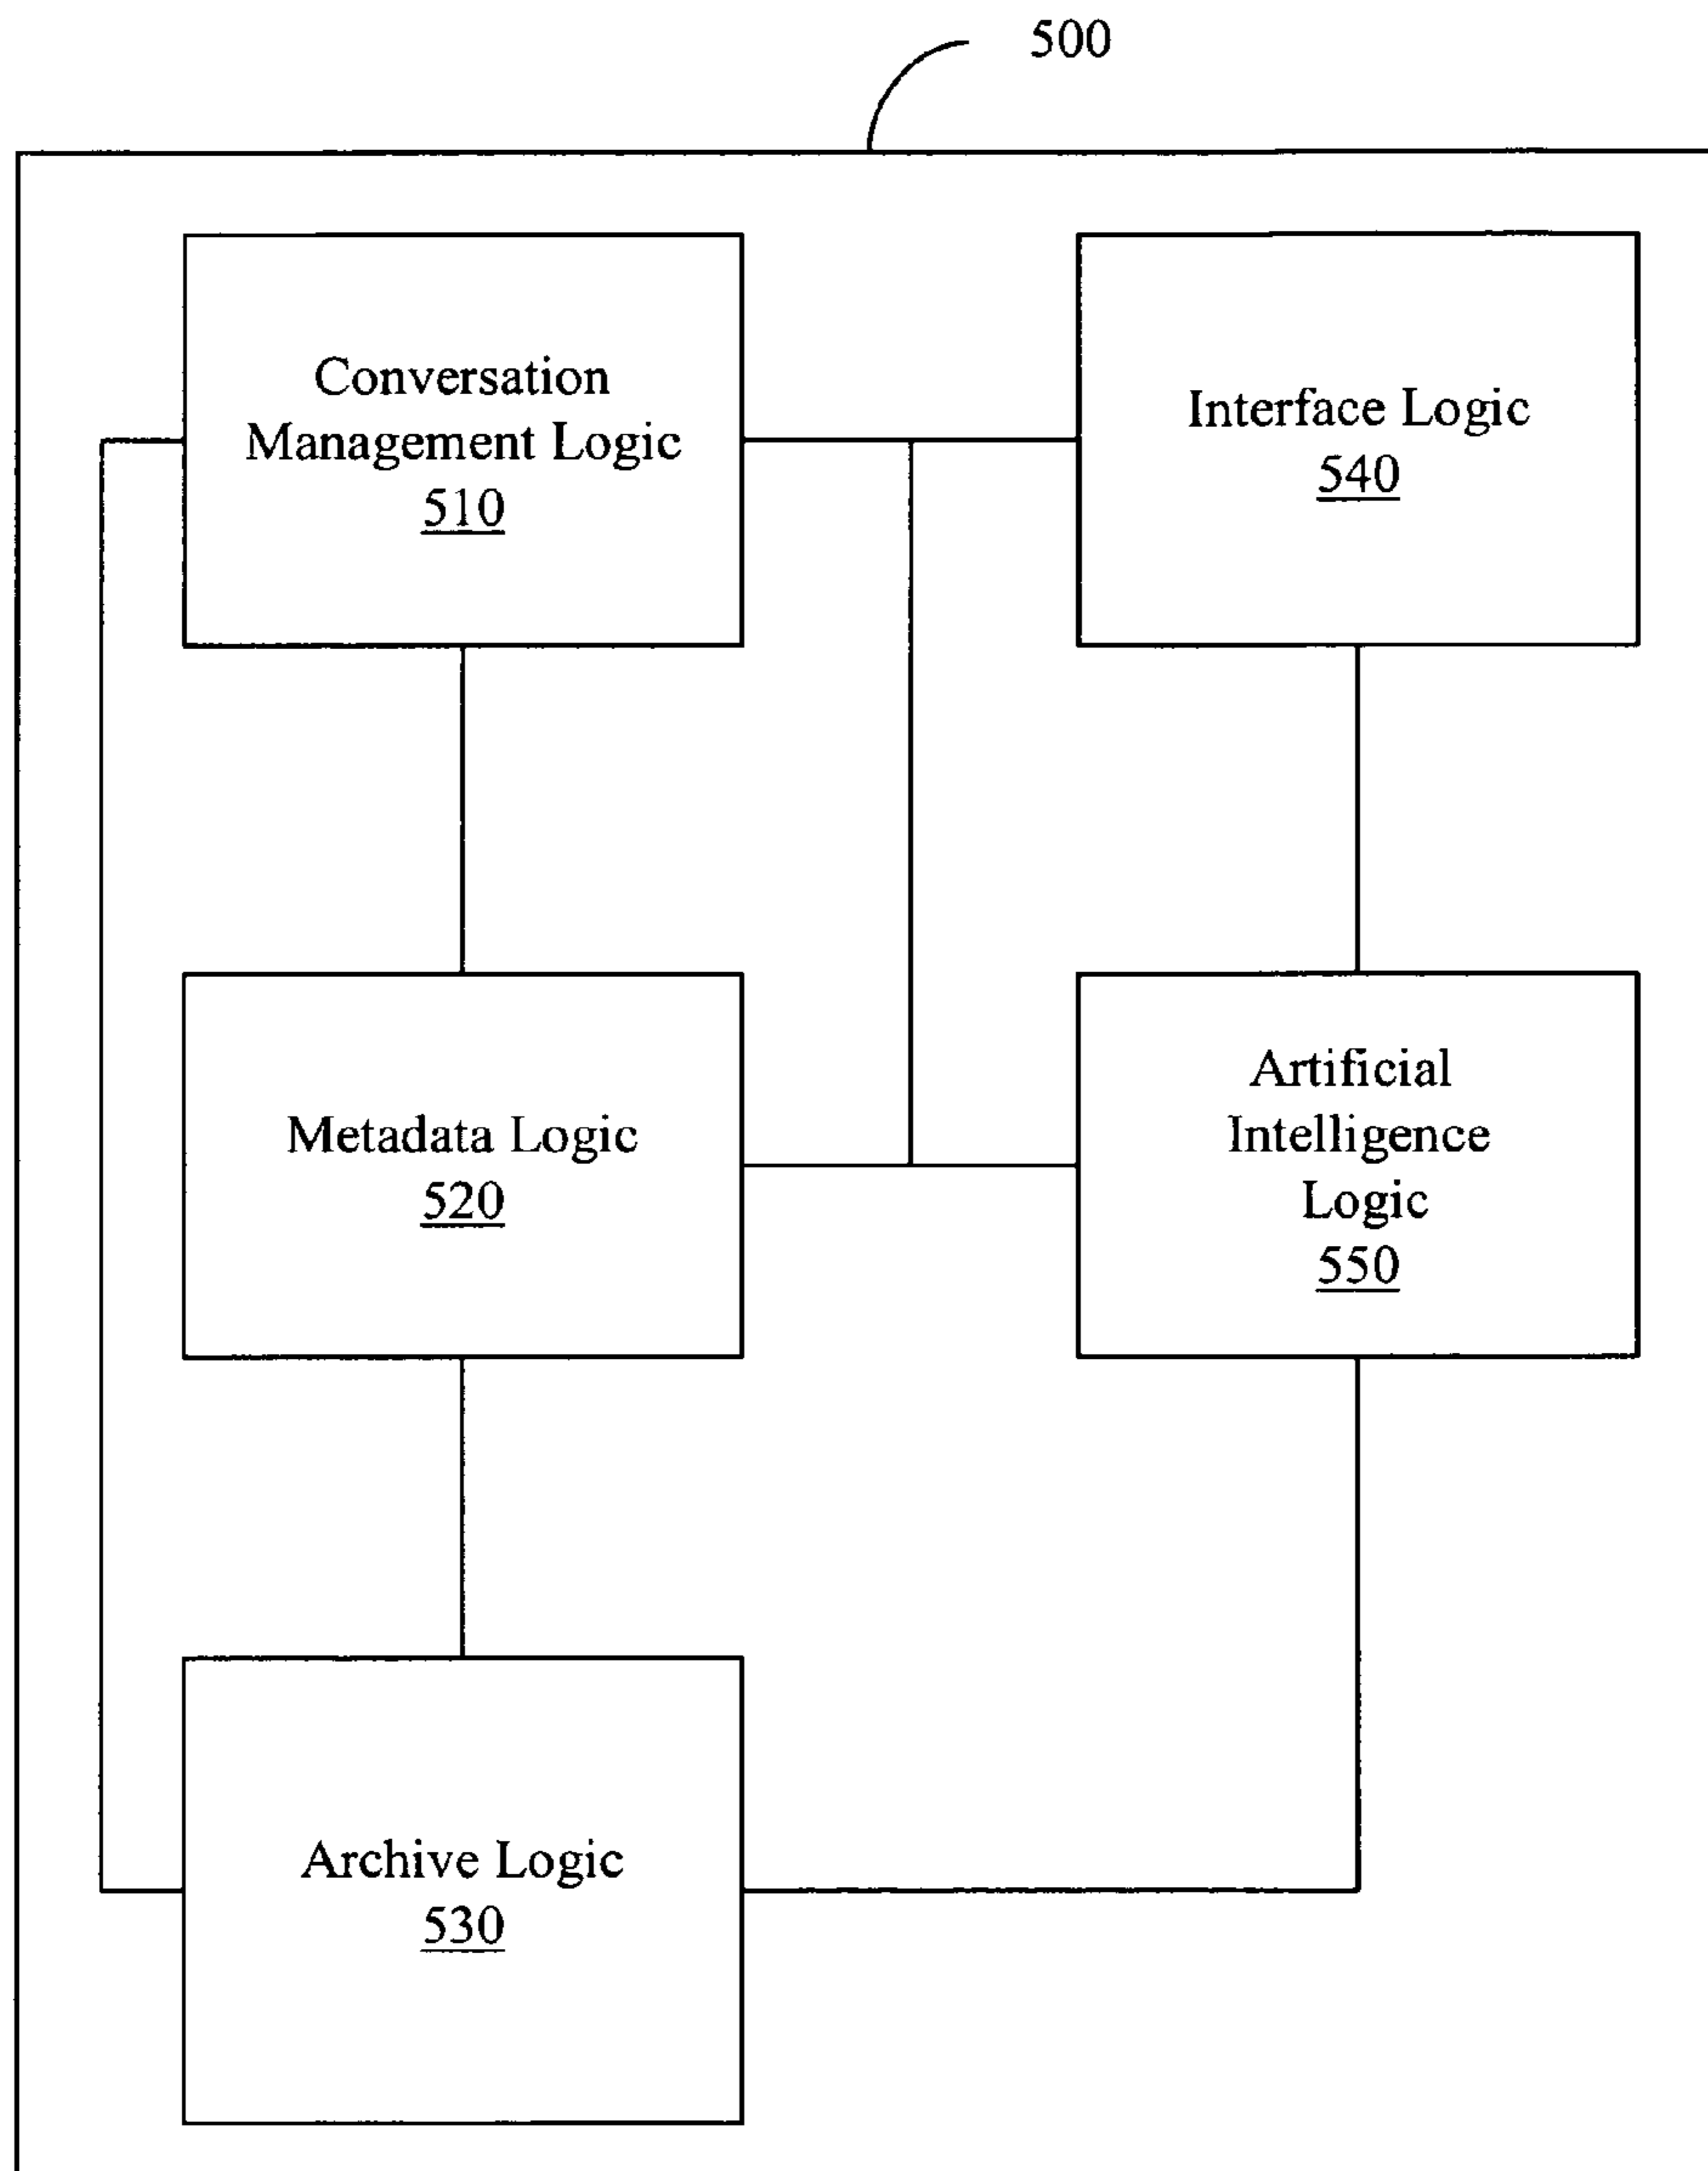 500
Conversation
Management Logic
510
Interface Logic
540
Metadata Logic
520
Artificial
Intelligence
Logic
550
Archive Logic
530